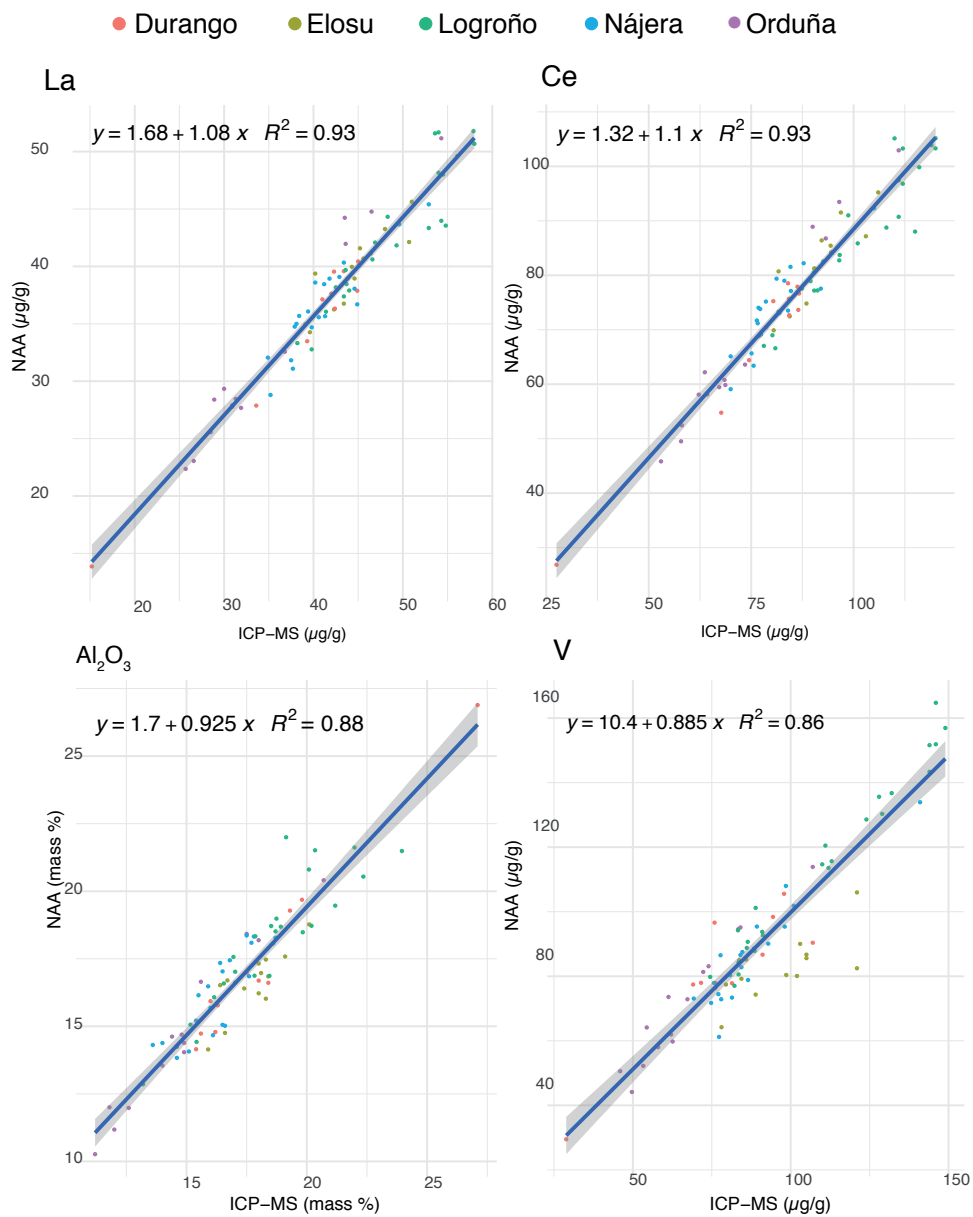 Durango Elosu Logroño Nájera Orduña
La
y = 1.68 + 1.08 x R² = 0.93
50
40
30
20
NAA (µg/g)
20 30 40 50 60
ICP−MS (µg/g)
Ce
y = 1.32 + 1.1 x R² = 0.93
100
80
60
40
NAA (µg/g)
25 50 75 100
ICP−MS (µg/g)
Al₂O₃
y = 1.7 + 0.925 x R² = 0.88
25
20
15
10
NAA (mass %)
15 20 25
ICP−MS (mass %)
V
y = 10.4 + 0.885 x R² = 0.86
160
120
80
40
NAA (µg/g)
50 100 150
ICP−MS (µg/g)